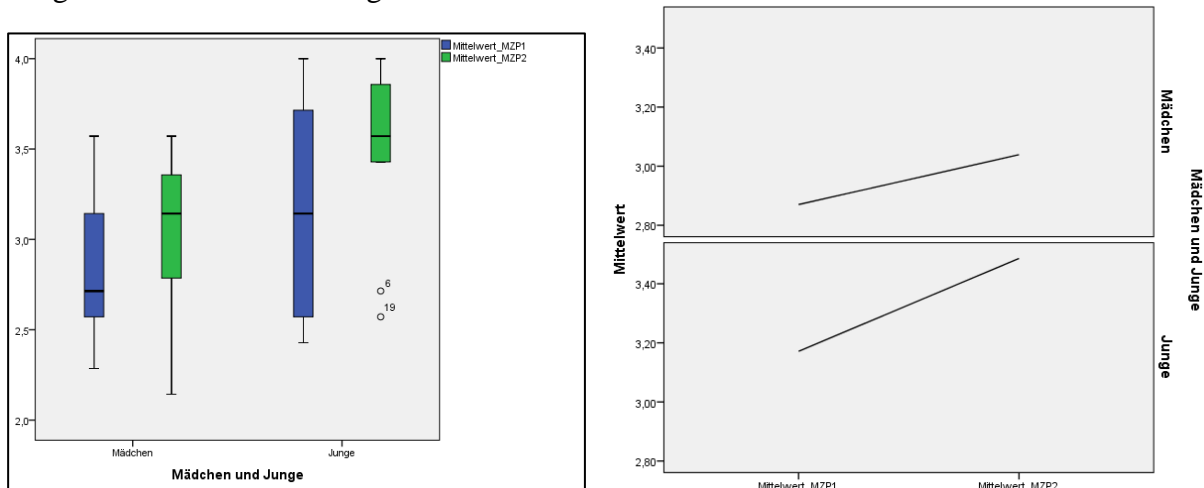 Mittelwert_MZP1
Mittelwert_MZP2
4,0
3,5
3,0
2,5
2,0
6
19
Mädchen
Junge
Mädchen und Junge
Mittelwert
3,40
3,20
3,00
2,80
3,40
3,20
3,00
2,80
Mädchen
Junge
Mädchen und Junge
Mittelwert_MZP1
Mittelwert_MZP2